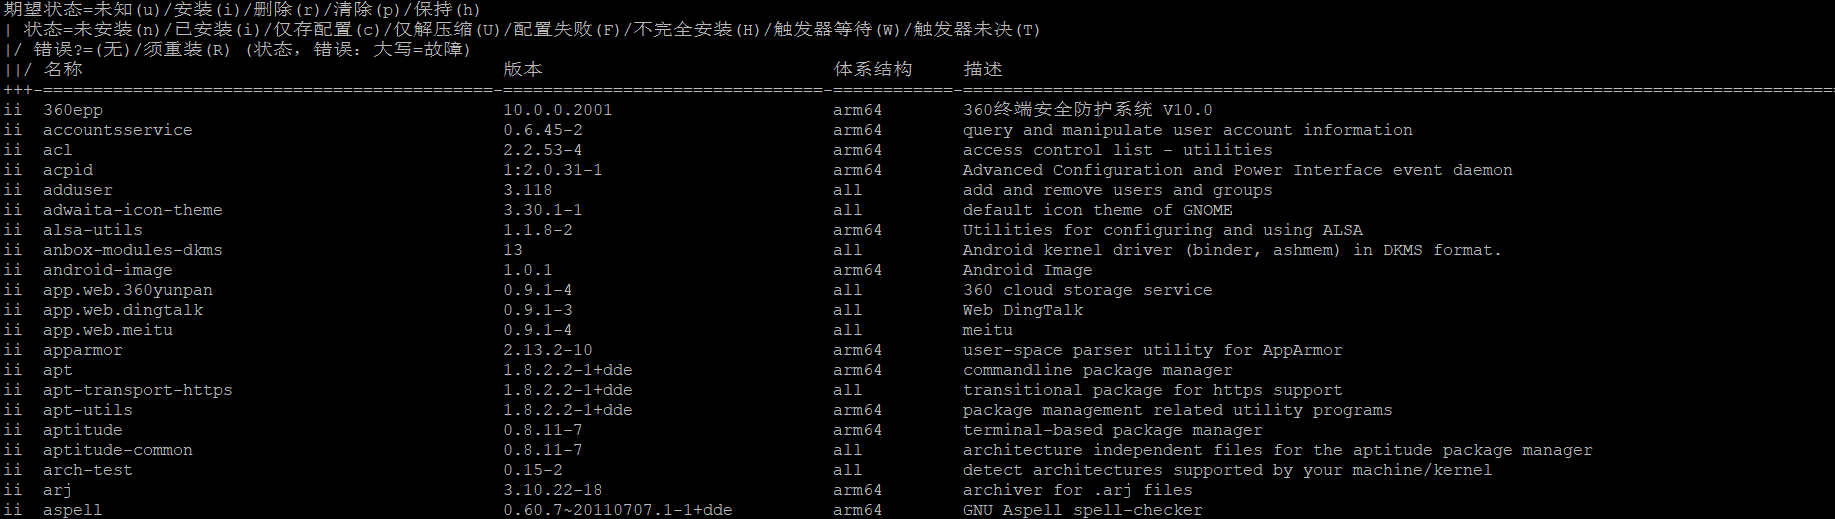 期望状态=未知(u)/安装(i)/删除(r)/清除(p)/保持(h)
| 状态=未安装(n)/已安装(i)/仅存配置(c)/仅解压缩(U)/配置失败(F)/不完全安装(H)/触发器等待(W)/触发器未决(T)
|/ 错误?=(无)/须重装(R) (状态，错误：大写=故障)
||/ 名称 版本 体系结构 描述
+++-=============================================-================================-============-========================================================================================
ii 360epp 10.0.0.2001 arm64 360终端安全防护系统 V10.0
ii accountsservice 0.6.45-2 arm64 query and manipulate user account information
ii acl 2.2.53-4 arm64 access control list - utilities
ii acpid 1:2.0.31-1 arm64 Advanced Configuration and Power Interface event daemon
ii adduser 3.118 all add and remove users and groups
ii adwaita-icon-theme 3.30.1-1 all default icon theme of GNOME
ii alsa-utils 1.1.8-2 arm64 Utilities for configuring and using ALSA
ii anbox-modules-dkms 13 all Android kernel driver (binder, ashmem) in DKMS format.
ii android-image 1.0.1 arm64 Android Image
ii app.web.360yunpan 0.9.1-4 all 360 cloud storage service
ii app.web.dingtalk 0.9.1-3 all Web DingTalk
ii app.web.meitu 0.9.1-4 all meitu
ii apparmor 2.13.2-10 arm64 user-space parser utility for AppArmor
ii apt 1.8.2.2-1+dde arm64 commandline package manager
ii apt-transport-https 1.8.2.2-1+dde all transitional package for https support
ii apt-utils 1.8.2.2-1+dde arm64 package management related utility programs
ii aptitude 0.8.11-7 arm64 terminal-based package manager
ii aptitude-common 0.8.11-7 all architecture independent files for the aptitude package manager
ii arch-test 0.15-2 all detect architectures supported by your machine/kernel
ii arj 3.10.22-18 arm64 archiver for .arj files
ii aspell 0.60.7~20110707.1-1+dde arm64 GNU Aspell spell-checker